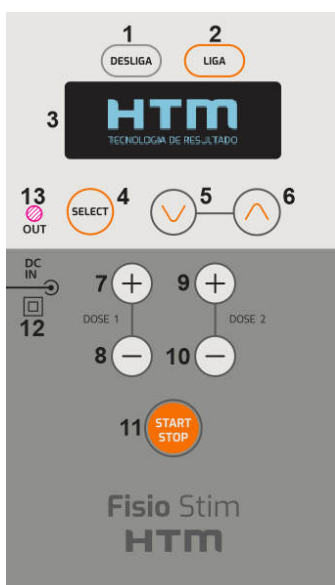 1 2
DESLIGA LIGA
3 HTM
TECNOLOGIA DE RESULTADO
13 4 5 6
SELECT
OUT
DC
IN
7 + 9 +
12 DOSE 1 DOSE 2
8 − 10 −
11 START
STOP
Fisio Stim
HTM